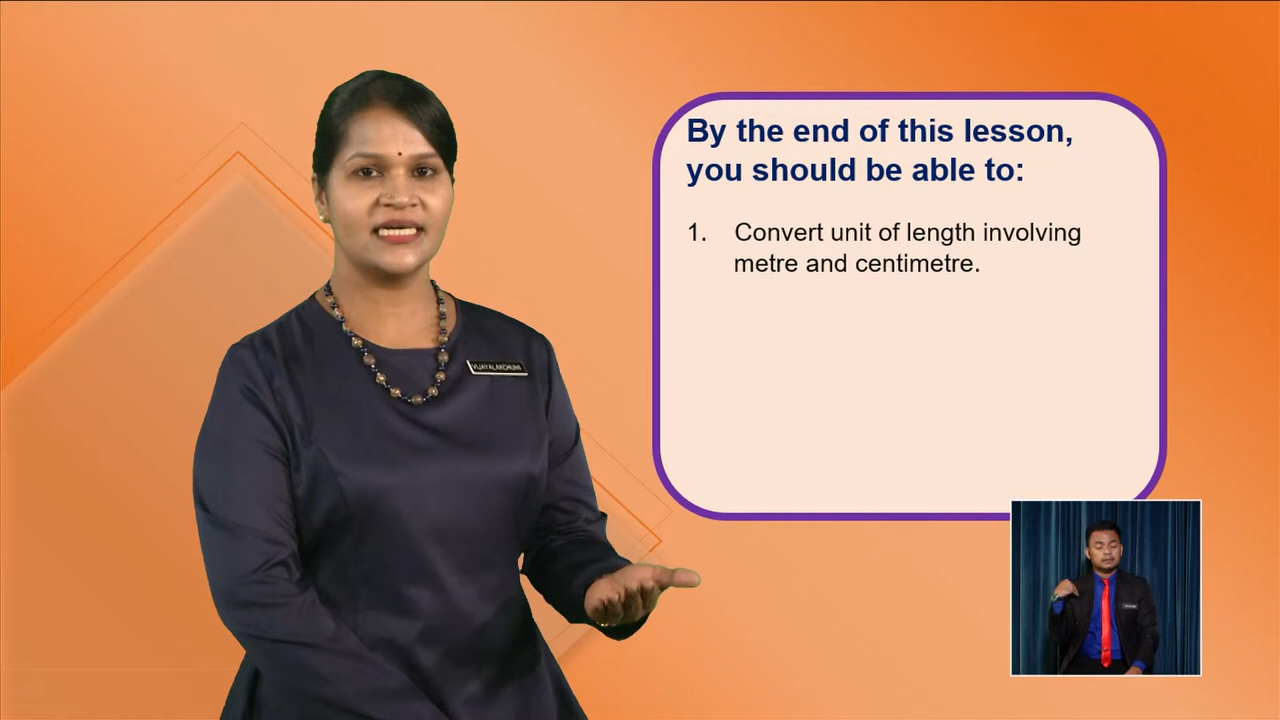 By the end of this lesson,
you should be able to:
1. Convert unit of length involving
metre and centimetre.